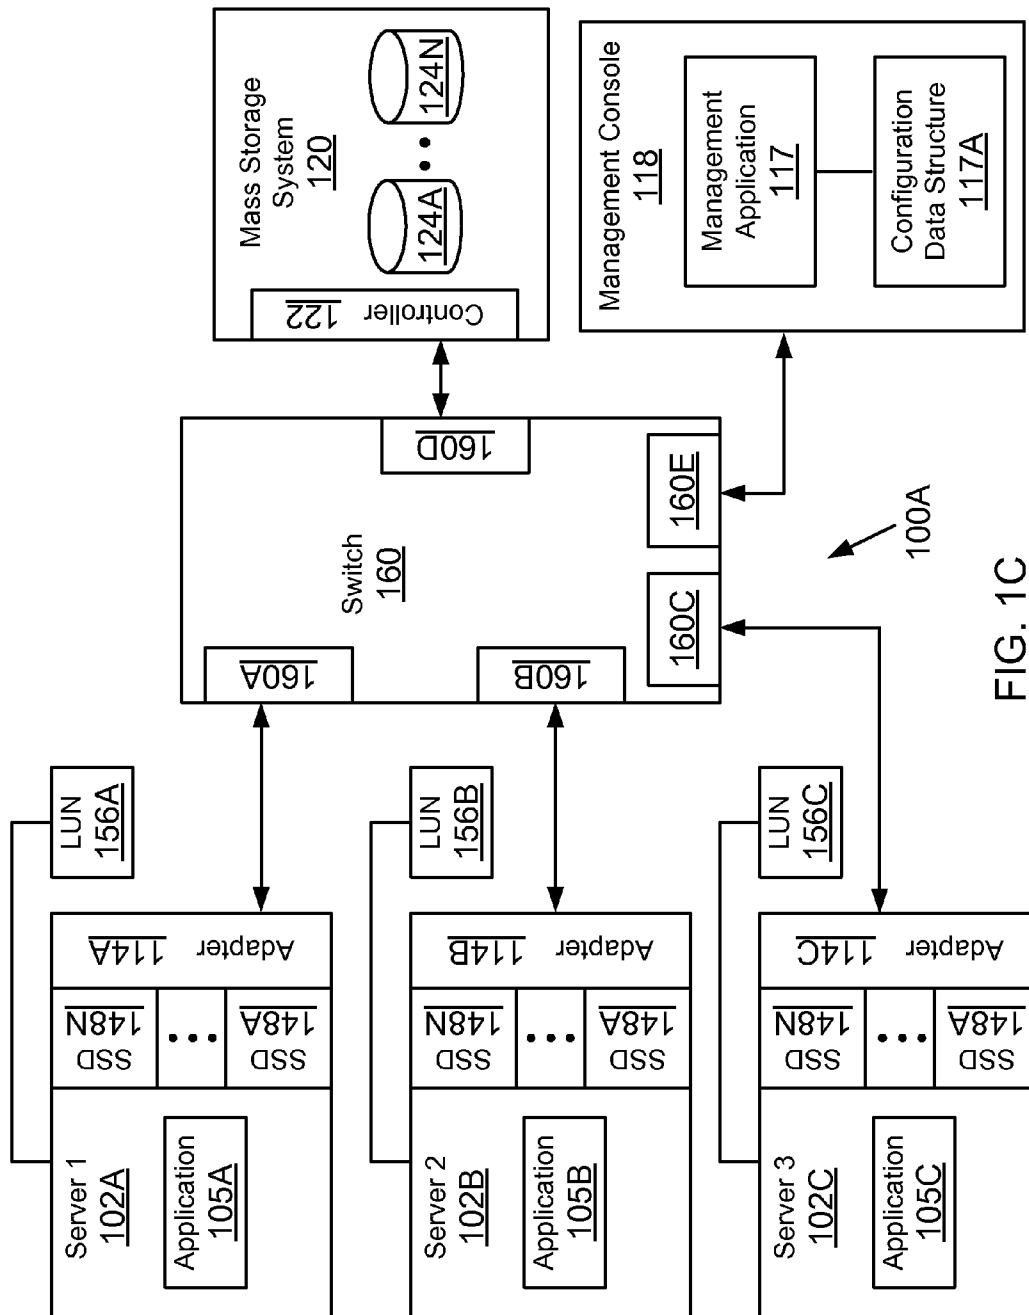 Server 1
102A
Application
105A
SSD
148N
SSD
148A
Adapter
114A
LUN
156A
Server 2
102B
Application
105B
SSD
148N
SSD
148A
Adapter
114B
LUN
156B
Server 3
102C
Application
105C
SSD
148N
SSD
148A
Adapter
114C
LUN
156C
Switch
160
160A
160B
160C
160D
160E
Mass Storage
System
120
Controller
122
124A
124N
Management Console
118
Management
Application
117
Configuration
Data Structure
117A
100A
FIG. 1C